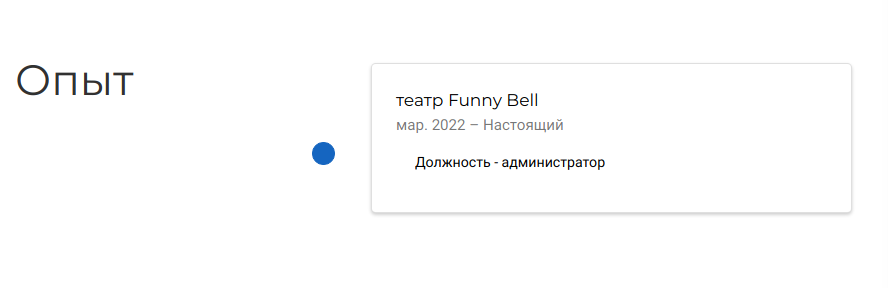 Опыт
театр Funny Bell
мар. 2022 – Настоящий
Должность - администратор